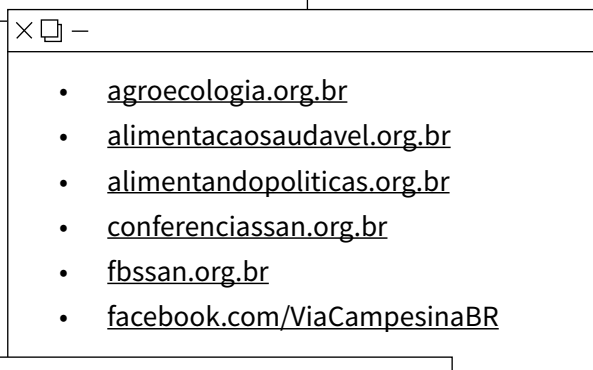 • agroecologia.org.br
• alimentacaosaudavel.org.br
• alimentandopoliticas.org.br
• conferenciassan.org.br
• fbssan.org.br
• facebook.com/ViaCampesinaBR